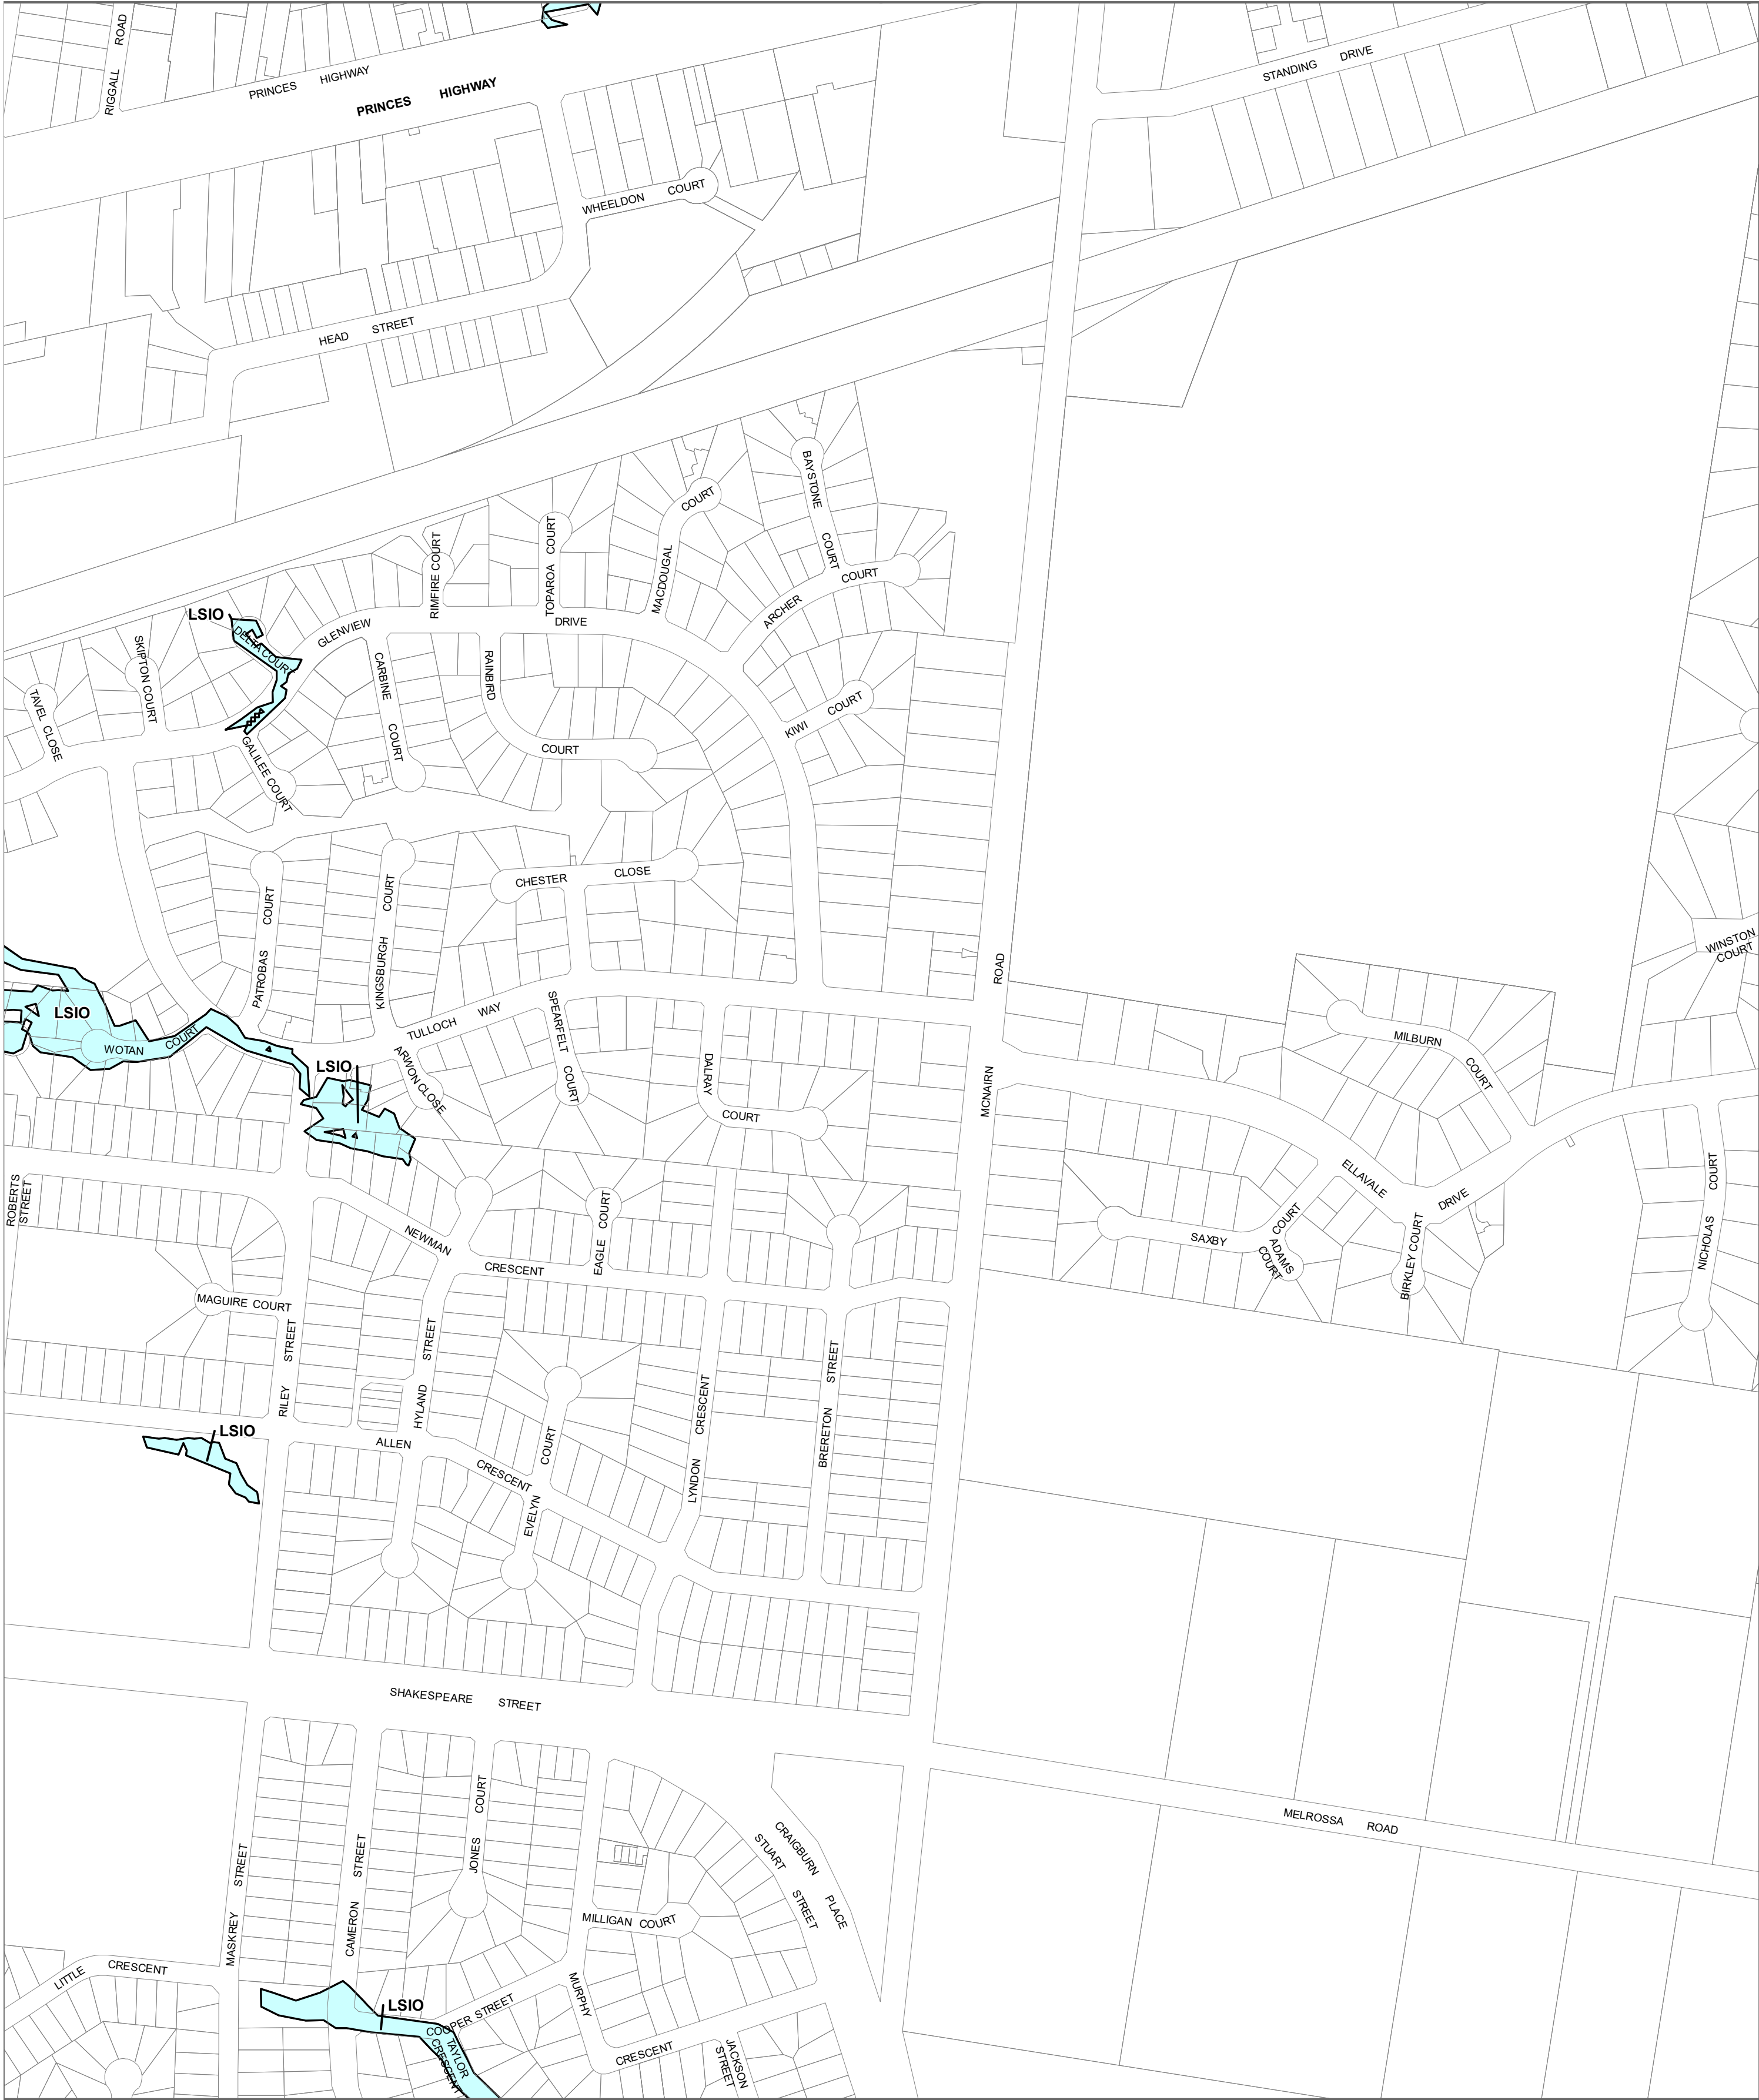 RIGGALL ROAD
PRINCES HIGHWAY
PRINCES HIGHWAY
STANDING DRIVE
WHEELDON COURT
HEAD STREET
BAYSTONE COURT
MACDOUGAL COURT
RIMFIRE COURT
TOPAROA COURT
ARCHER COURT
LSIO
DELTA COURT
GLENVIEW DRIVE
SKIPTON COURT
TAVEL CLOSE
CARBINE COURT
RAINBIRD COURT
KIWI COURT
GALILEE COURT
CHESTER CLOSE
PATROBAS COURT
KINGSBURGH COURT
WINSTON
COURT
LSIO
WOTAN COURT
TULLOCH WAY
SPEARFELT COURT
ARWON CLOSE
LSIO
DALRAY COURT
MCNAIRN ROAD
MILBURN COURT
ELLAVALE DRIVE
ROBERTS
STREET
NEWMAN CRESCENT
EAGLE COURT
SAXBY COURT
ADAMS
COURT
BIRKLEY COURT
NICHOLAS COURT
MAGUIRE COURT
RILEY STREET
HYLAND STREET
LYNDON CRESCENT
BRERETON STREET
LSIO
ALLEN CRESCENT
EVELYN COURT
SHAKESPEARE STREET
MELROSSA ROAD
MASKREY STREET
CAMERON STREET
JONES COURT
STUART STREET
CRAIGBURN PLACE
MILLIGAN COURT
LITTLE CRESCENT
LSIO
COOPER STREET
TAYLOR
CRESCENT
MURPHY CRESCENT
JACKSON
STREET